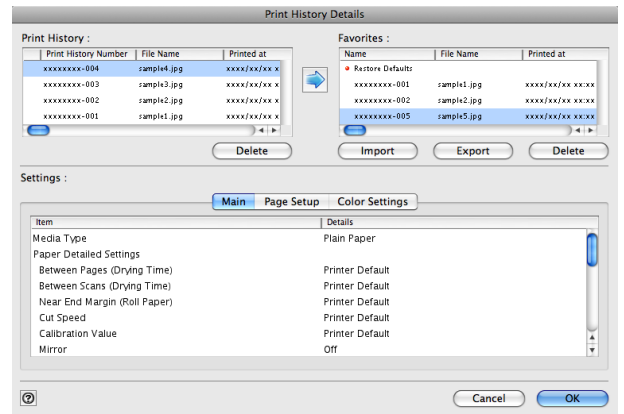 Print History Details
Print History : Favorites :
Print History Number File Name Printed at Name File Name Printed at
xxxxxxxx-004 sample4.jpg xxxx/xx/xx x Restore Defaults
xxxxxxxx-003 sample3.jpg xxxx/xx/xx x xxxxxxxx-001 sample1.jpg xxxx/xx/xx xx:xx
xxxxxxxx-002 sample2.jpg xxxx/xx/xx x xxxxxxxx-002 sample2.jpg xxxx/xx/xx xx:xx
xxxxxxxx-001 sample1.jpg xxxx/xx/xx x xxxxxxxx-005 sample5.jpg xxxx/xx/xx xx:xx
Delete Import Export Delete
Settings :
Main Page Setup Color Settings
Item Details
Media Type Plain Paper
Paper Detailed Settings
Between Pages (Drying Time) Printer Default
Between Scans (Drying Time) Printer Default
Near End Margin (Roll Paper) Printer Default
Cut Speed Printer Default
Calibration Value Printer Default
Mirror Off
? Cancel OK